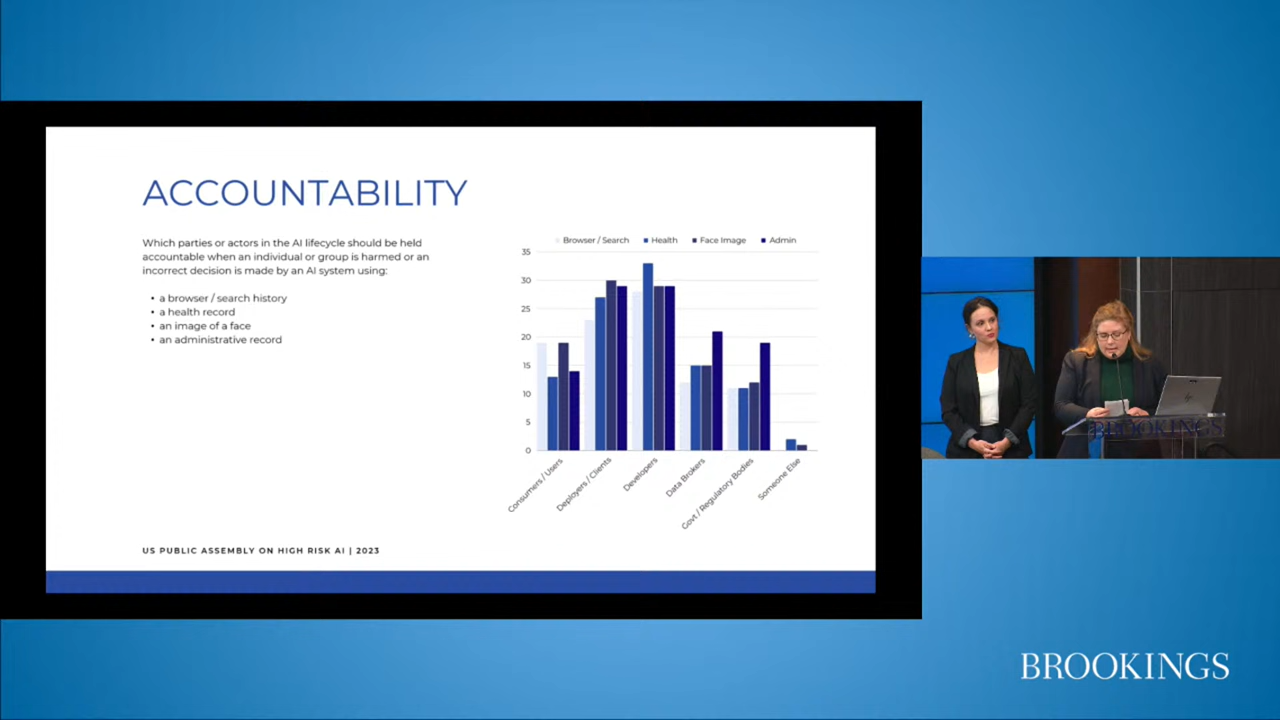 ACCOUNTABILITY
Which parties or actors in the AI lifecycle should be held
accountable when an individual or group is harmed or an
incorrect decision is made by an AI system using:
• a browser / search history
• a health record
• an image of a face
• an administrative record
Browser / Search Health Face Image Admin
35
30
25
20
15
10
5
0
Consumers / Users
Deployers / Clients
Developers
Data Brokers
Govt / Regulatory Bodies
Someone Else
US PUBLIC ASSEMBLY ON HIGH RISK AI | 2023
BROOKINGS
BROOKINGS